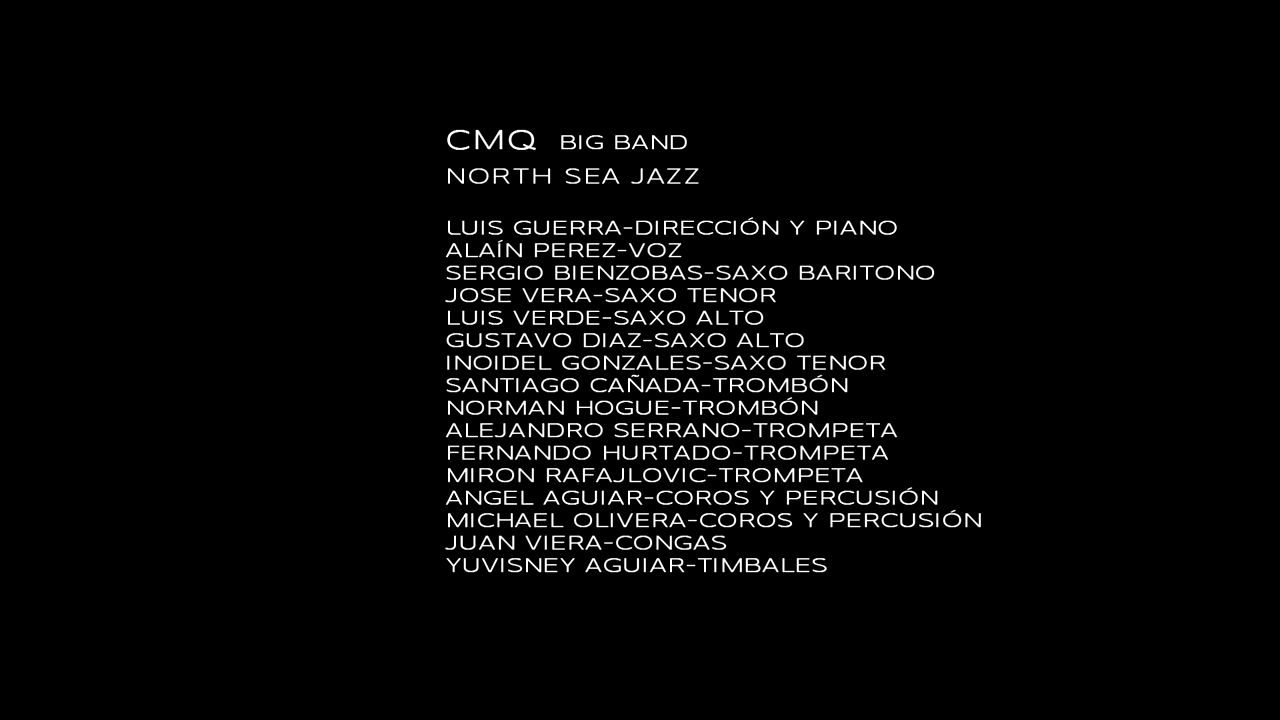 CMQ BIG BAND
NORTH SEA JAZZ
LUIS GUERRA-DIRECCIÓN Y PIANO
ALAÍN PEREZ-VOZ
SERGIO BIENZOBAS-SAXO BARITONO
JOSE VERA-SAXO TENOR
LUIS VERDE-SAXO ALTO
GUSTAVO DIAZ-SAXO ALTO
INOIDEL GONZALES-SAXO TENOR
SANTIAGO CAÑADA-TROMBÓN
NORMAN HOGUE-TROMBÓN
ALEJANDRO SERRANO-TROMPETA
FERNANDO HURTADO-TROMPETA
MIRON RAFAJLOVIC-TROMPETA
ANGEL AGUIAR-COROS Y PERCUSIÓN
MICHAEL OLIVERA-COROS Y PERCUSIÓN
JUAN VIERA-CONGAS
YUVISNEY AGUIAR-TIMBALES